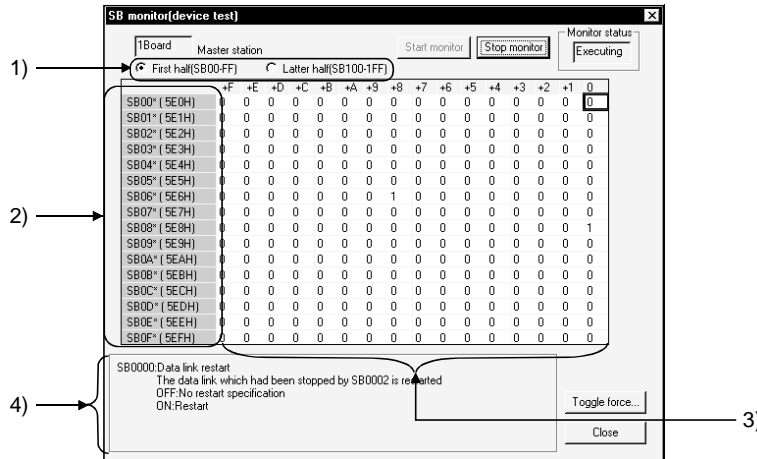 SB monitor(device test)
1Board Master station Start monitor Stop monitor Monitor status Executing
1) First half(SB00-FF) Latter half(SB100-1FF)
+F +E +D +C +B +A +9 +8 +7 +6 +5 +4 +3 +2 +1 0
SB00* ( 5E0H) 0 0 0 0 0 0 0 0 0 0 0 0 0 0 0 0
SB01* ( 5E1H) 0 0 0 0 0 0 0 0 0 0 0 0 0 0 0 0
SB02* ( 5E2H) 0 0 0 0 0 0 0 0 0 0 0 0 0 0 0 0
SB03* ( 5E3H) 0 0 0 0 0 0 0 0 0 0 0 0 0 0 0 0
SB04* ( 5E4H) 0 0 0 0 0 0 0 0 0 0 0 0 0 0 0 0
SB05* ( 5E5H) 0 0 0 0 0 0 0 0 0 0 0 0 0 0 0 0
SB06* ( 5E6H) 0 0 0 0 0 0 0 1 0 0 0 0 0 0 0 0
2) SB07* ( 5E7H) 0 0 0 0 0 0 0 0 0 0 0 0 0 0 0 0
SB08* ( 5E8H) 0 0 0 0 0 0 0 0 0 0 0 0 0 0 0 1
SB09* ( 5E9H) 0 0 0 0 0 0 0 0 0 0 0 0 0 0 0 0
SB0A* ( 5EAH) 0 0 0 0 0 0 0 0 0 0 0 0 0 0 0 0
SB0B* ( 5EBH) 0 0 0 0 0 0 0 0 0 0 0 0 0 0 0 0
SB0C* ( 5ECH) 0 0 0 0 0 0 0 0 0 0 0 0 0 0 0 0
SB0D* ( 5EDH) 0 0 0 0 0 0 0 0 0 0 0 0 0 0 0 0
SB0E* ( 5EEH) 0 0 0 0 0 0 0 0 0 0 0 0 0 0 0 0
SB0F* ( 5EFH) 0 0 0 0 0 0 0 0 0 0 0 0 0 0 0 0
SB0000:Data link restart
The data link which had been stopped by SB0002 is restarted
OFF:No restart specification
ON:Restart
4)
Toggle force...
3)
Close